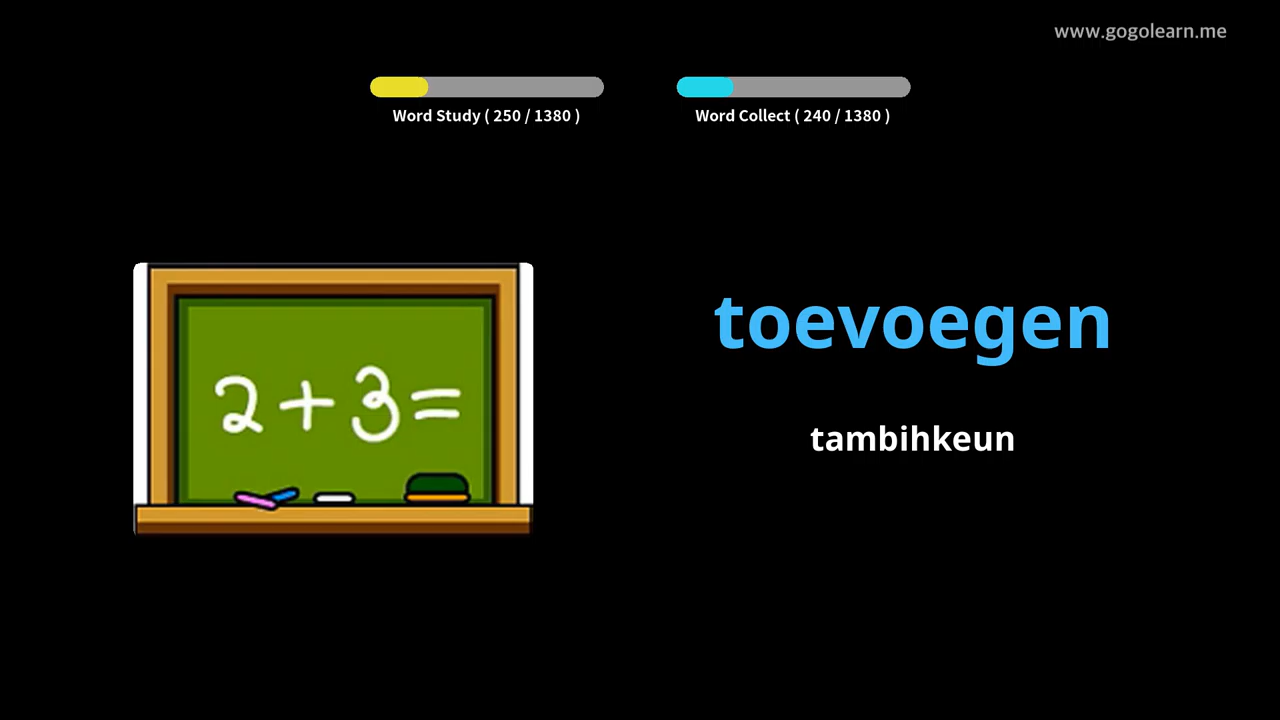 www.gogolearn.me
Word Study ( 250 / 1380 )
Word Collect ( 240 / 1380 )
2 + 3 =
toevoegen
tambihkeun